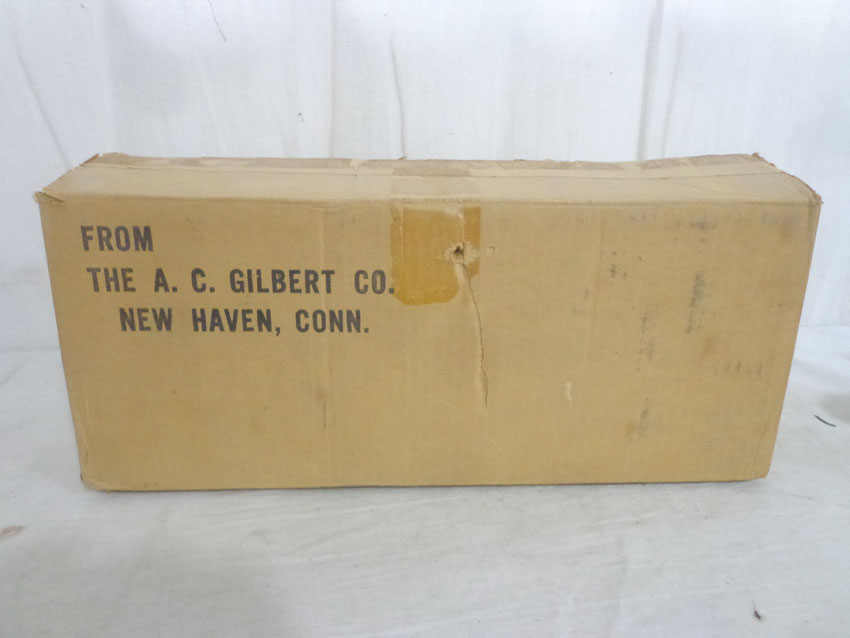 FROM
THE A. C. GILBERT CO.
NEW HAVEN, CONN.